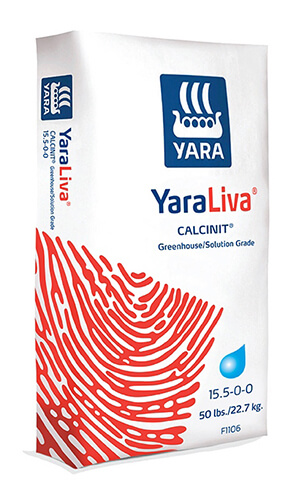 YARA
YaraLiva®
CALCINIT®
Greenhouse/Solution Grade
15.5-0-0
50 lbs./22.7 kg.
F1106
YARA
YaraLiva®
CALCINIT®
Greenhouse/Solution Grade
15.5-0-0